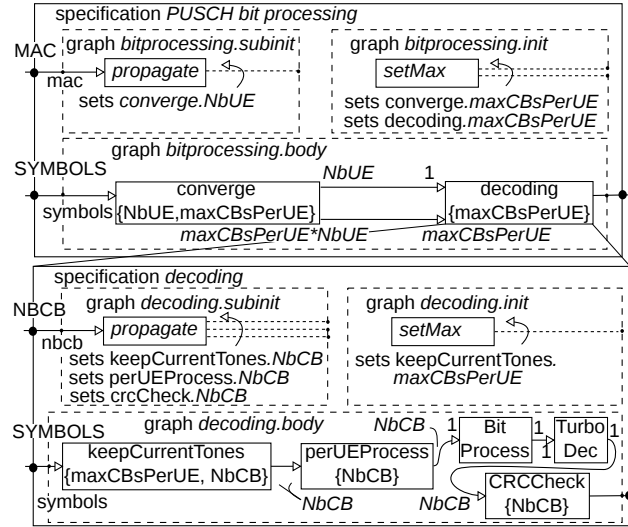 specification PUSCH bit processing
graph bitprocessing.subinit
graph bitprocessing.init
MAC
mac
propagate
setMax
sets converge.NbUE
sets converge.maxCBsPerUE
sets decoding.maxCBsPerUE
graph bitprocessing.body
SYMBOLS
symbols
NbUE
1
converge
{NbUE,maxCBsPerUE}
decoding
{maxCBsPerUE}
maxCBsPerUE*NbUE
maxCBsPerUE
specification decoding
graph decoding.subinit
graph decoding.init
NBCB
nbcb
propagate
setMax
sets keepCurrentTones.NbCB
sets perUEProcess.NbCB
sets crcCheck.NbCB
sets keepCurrentTones.
maxCBsPerUE
graph decoding.body
SYMBOLS
symbols
keepCurrentTones
{maxCBsPerUE, NbCB}
NbCB
perUEProcess
{NbCB}
NbCB
1
Bit
Process
1
1
Turbo
Dec
1
NbCB
CRCCheck
{NbCB}